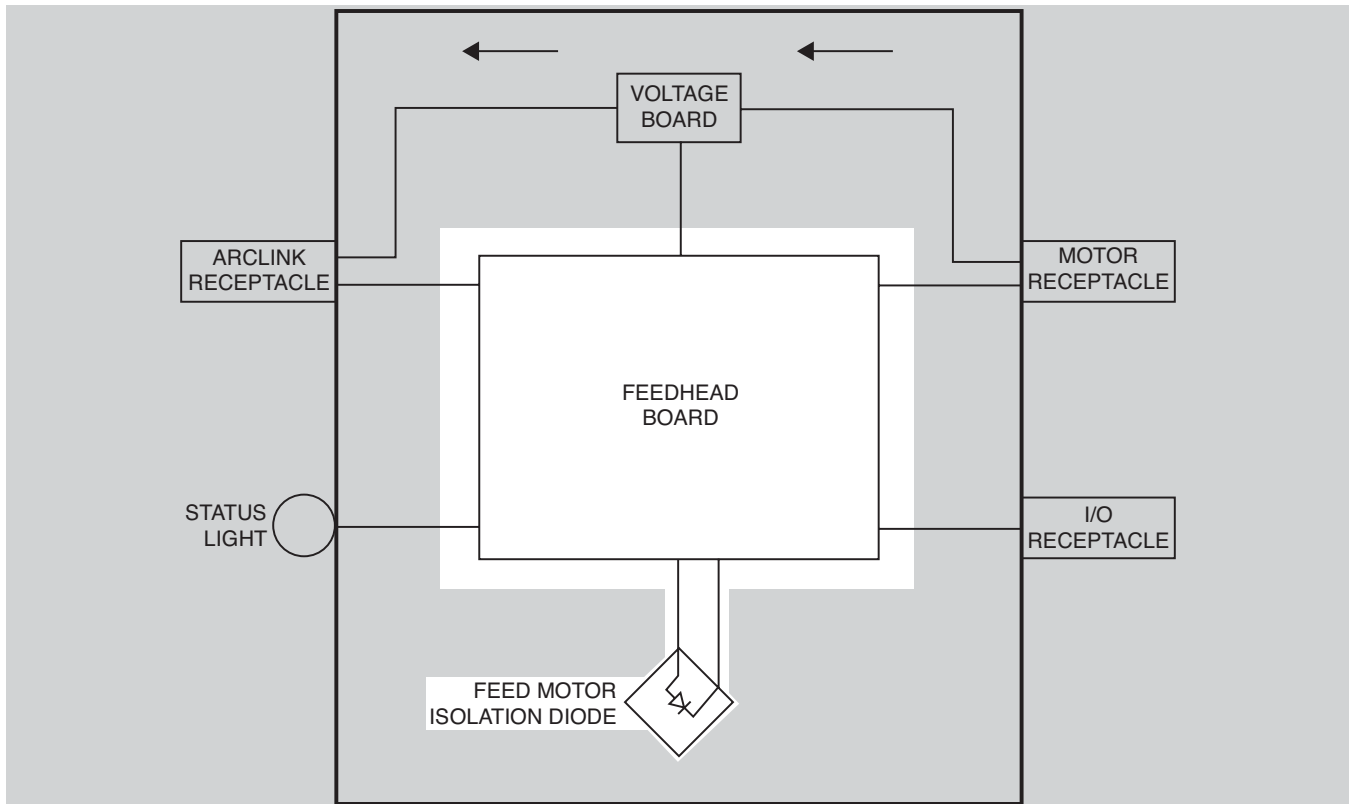 VOLTAGE
BOARD
ARCLINK
RECEPTACLE
MOTOR
RECEPTACLE
FEEDHEAD
BOARD
STATUS
LIGHT
I/O
RECEPTACLE
FEED MOTOR
ISOLATION DIODE